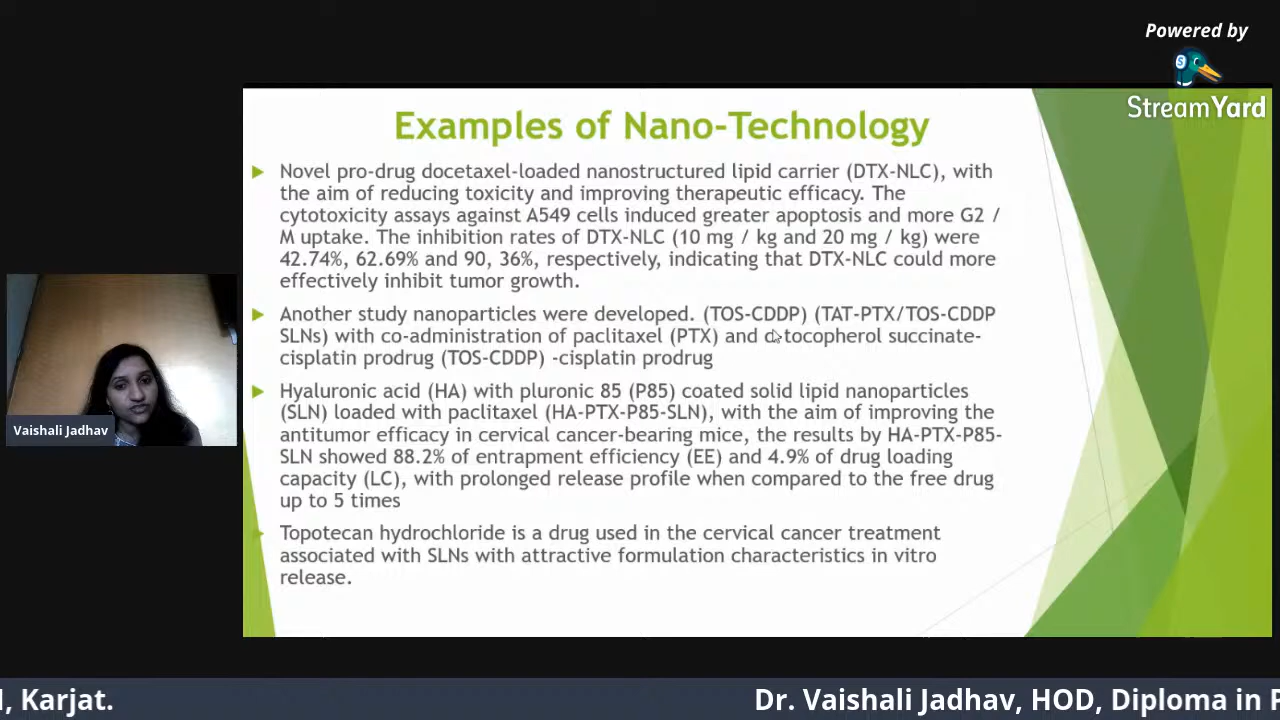 Powered by
StreamYard
Examples of Nano-Technology
Novel pro-drug docetaxel-loaded nanostructured lipid carrier (DTX-NLC), with
the aim of reducing toxicity and improving therapeutic efficacy. The
cytotoxicity assays against A549 cells induced greater apoptosis and more G2 /
M uptake. The inhibition rates of DTX-NLC (10 mg / kg and 20 mg / kg) were
42.74%, 62.69% and 90, 36%, respectively, indicating that DTX-NLC could more
effectively inhibit tumor growth.
Another study nanoparticles were developed. (TOS-CDDP) (TAT-PTX/TOS-CDDP
SLNs) with co-administration of paclitaxel (PTX) and tocopherol succinate-
cisplatin prodrug (TOS-CDDP) -cisplatin prodrug
Hyaluronic acid (HA) with pluronic 85 (P85) coated solid lipid nanoparticles
(SLN) loaded with paclitaxel (HA-PTX-P85-SLN), with the aim of improving the
antitumor efficacy in cervical cancer-bearing mice, the results by HA-PTX-P85-
SLN showed 88.2% of entrapment efficiency (EE) and 4.9% of drug loading
capacity (LC), with prolonged release profile when compared to the free drug
up to 5 times
Topotecan hydrochloride is a drug used in the cervical cancer treatment
associated with SLNs with attractive formulation characteristics in vitro
release.
Vaishali Jadhav
, Karjat. Dr. Vaishali Jadhav, HOD, Diploma in